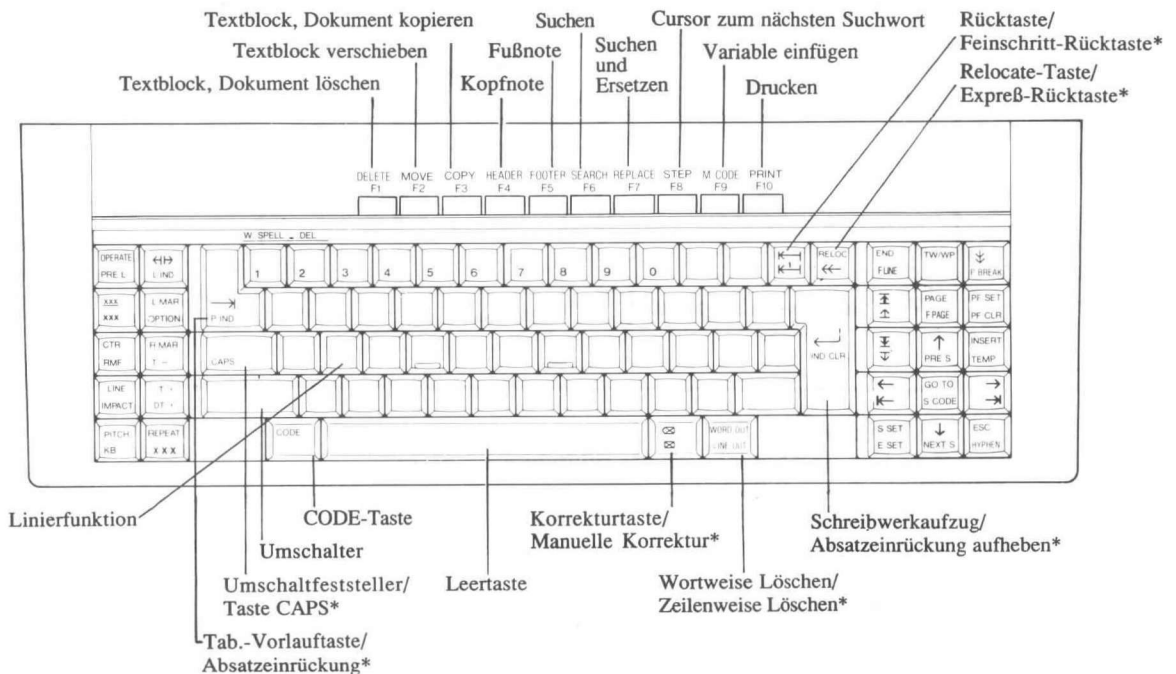 Textblock, Dokument kopieren
Suchen
Cursor zum nächsten Suchwort
Rücktaste/
Feinschritt-Rücktaste*
Textblock verschieben
Fußnote
Suchen
und
Ersetzen
Variable einfügen
Relocate-Taste/
Expreß-Rücktaste*
Textblock, Dokument löschen
Kopfnote
Drucken
DELETE MOVE COPY HEADER FOOTER SEARCH REPLACE STEP M CODE PRINT
F1 F2 F3 F4 F5 F6 F7 F8 F9 F10
W SPELL _ DEL
OPERATE
PRE L
L IND
1 2 3 4 5 6 7 8 9 0
RELOC
END
FUNE
TW/WP
F BREAK
xxx
xxx
L MAR
OPTION
P IND
PAGE
F PAGE
PF SET
PF CLR
CTR
RMF
R MAR
T -
CAPS
IND CLR
↑
PRE S
INSERT
TEMP
LINE
IMPACT
←
GO TO
S CODE
→
PITCH
KB
REPEAT
X X X
CODE
WORD OUT
LINE OUT
S SET
E SET
↓
NEXT S
ESC
HYPHEN
Linierfunktion
CODE-Taste
Umschalter
Umschaltfeststeller/
Taste CAPS*
Tab.-Vorlauftaste/
Absatzeinrückung*
Leertaste
Korrekturtaste/
Manuelle Korrektur*
Wortweise Löschen/
Zeilenweise Löschen*
Schreibwerkaufzug/
Absatzeinrückung aufheben*